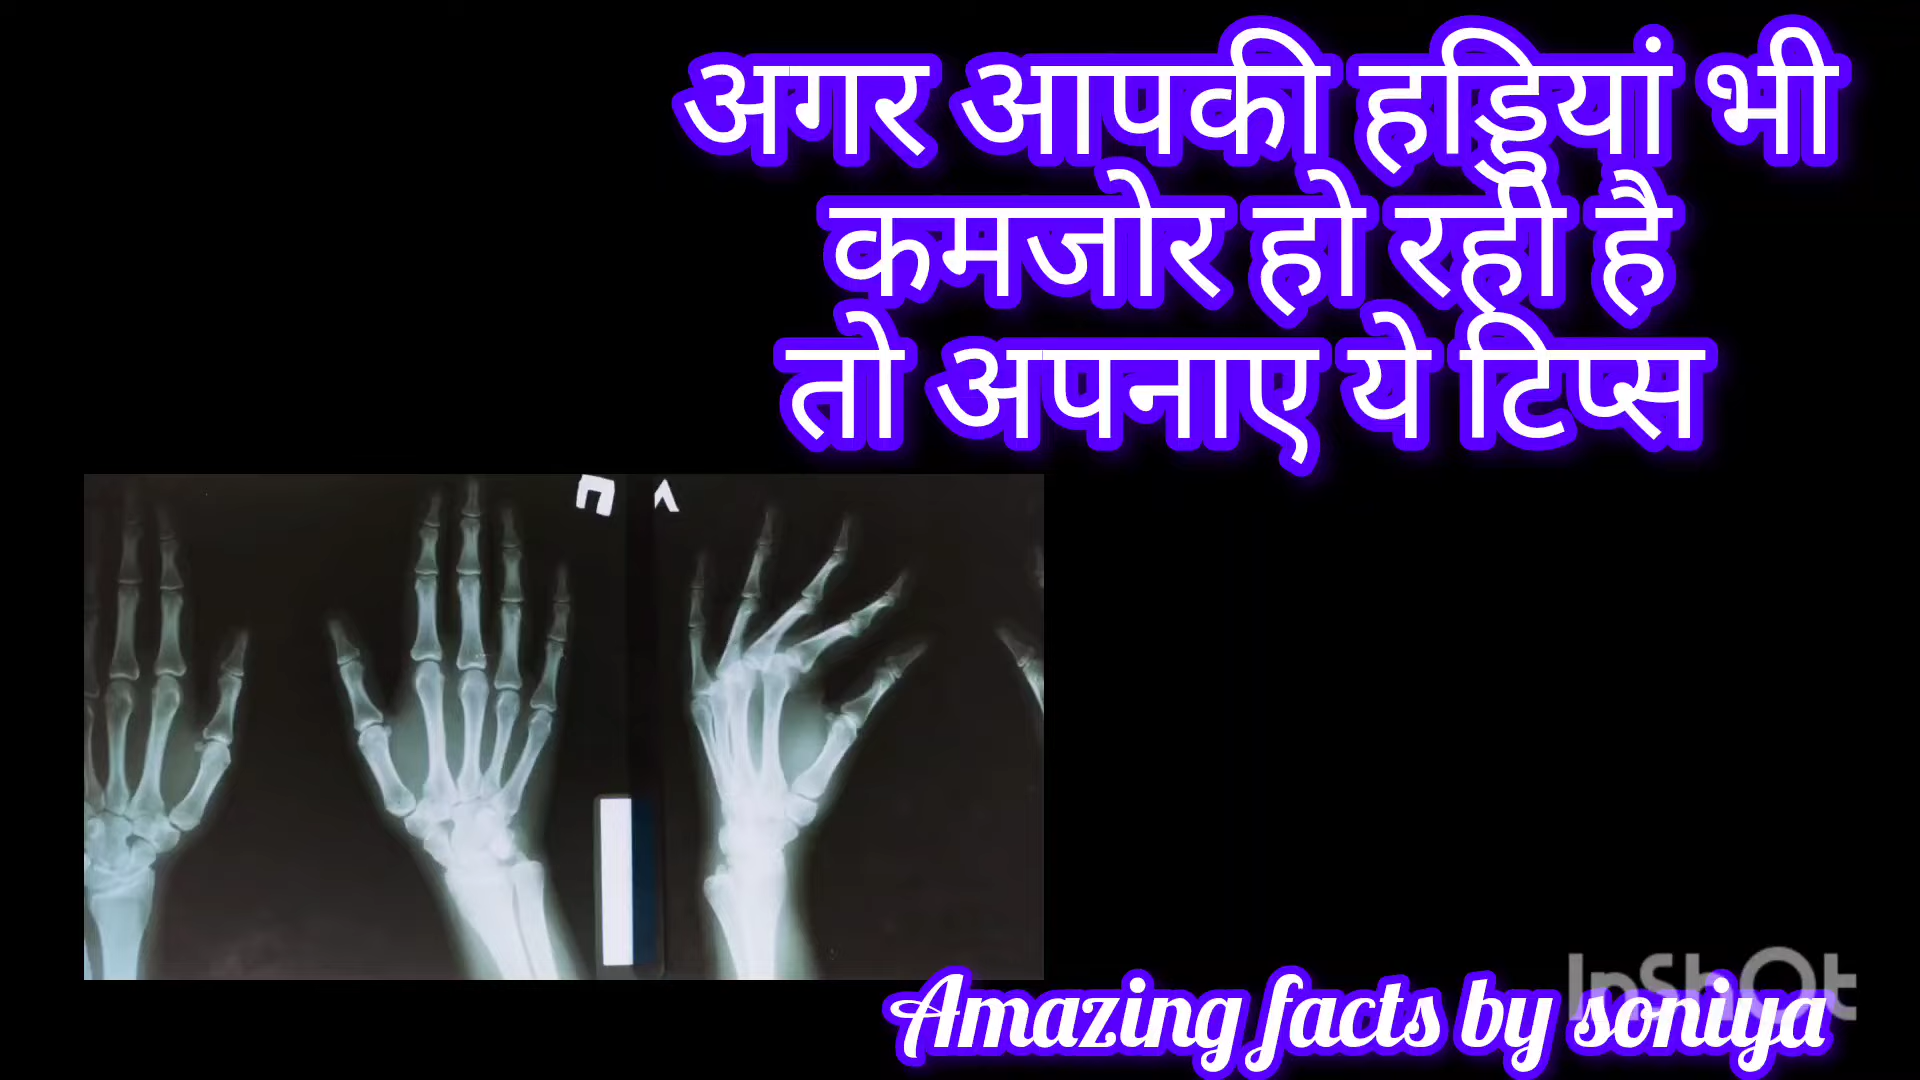 अगर आपकी हड्डियां भी
कमजोर हो रही है
तो अपनाए ये टिप्स
П Л
InShOt
Amazing facts by soniya